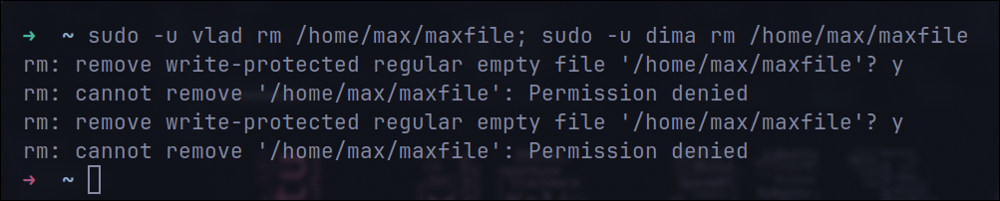 → ~ sudo -u vlad rm /home/max/maxfile; sudo -u dima rm /home/max/maxfile
rm: remove write-protected regular empty file '/home/max/maxfile'? y
rm: cannot remove '/home/max/maxfile': Permission denied
rm: remove write-protected regular empty file '/home/max/maxfile'? y
rm: cannot remove '/home/max/maxfile': Permission denied
→ ~